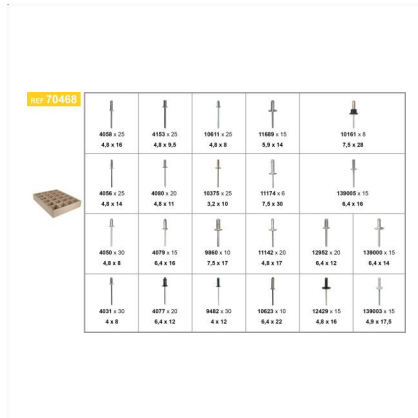 REF 70468
4058 x 25 4153 x 25 10611 x 25 11689 x 15 10161 x 8
4,8 x 16 4,8 x 9,5 4,8 x 8 5,9 x 14 7,5 x 28
4056 x 25 4080 x 20 10375 x 25 11174 x 6 139005 x 15
4,8 x 14 4,8 x 11 3,2 x 10 7,5 x 30 6,4 x 16
4050 x 30 4079 x 15 9860 x 10 11142 x 20 12952 x 20 139000 x 15
4,8 x 8 6,4 x 16 7,5 x 17 4,8 x 17 6,4 x 12 6,4 x 14
4031 x 30 4077 x 20 9482 x 30 10623 x 10 12429 x 15 139003 x 15
4 x 8 6,4 x 12 4 x 12 6,4 x 22 4,8 x 16 4,9 x 17,5